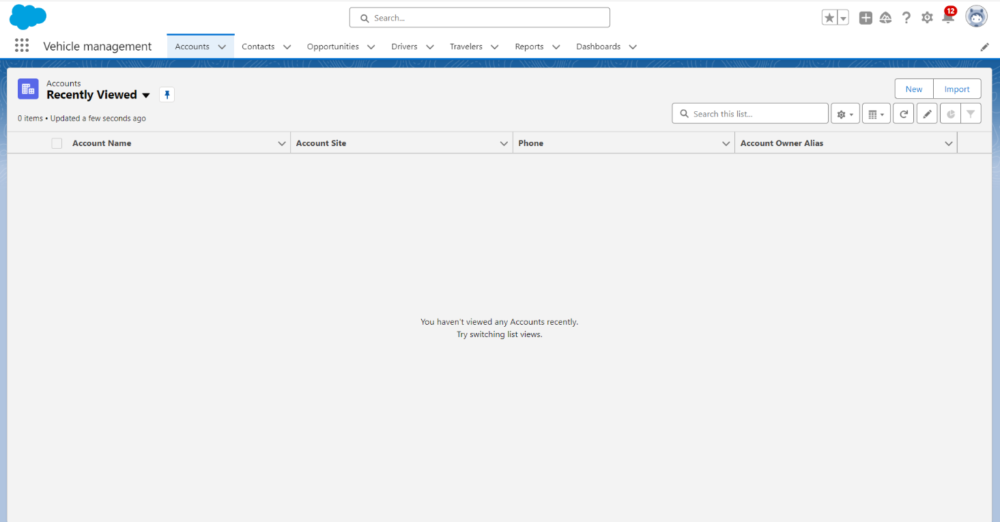 Search...
12
Vehicle management
Accounts
Contacts
Opportunities
Drivers
Travelers
Reports
Dashboards
Accounts
Recently Viewed
New
Import
0 items • Updated a few seconds ago
Search this list...
Account Name
Account Site
Phone
Account Owner Alias
You haven't viewed any Accounts recently.
Try switching list views.